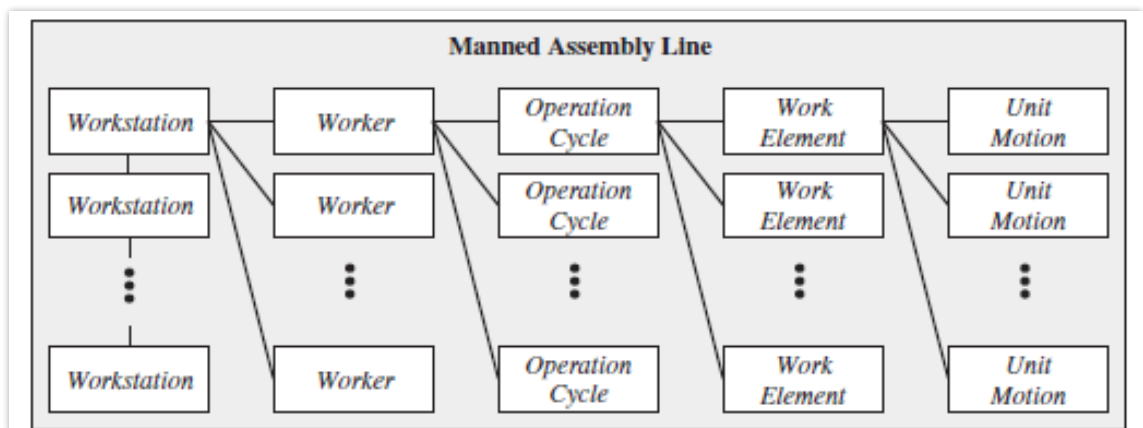 Manned Assembly Line
Workstation
Worker
Operation
Cycle
Work
Element
Unit
Motion
Workstation
Worker
Operation
Cycle
Work
Element
Unit
Motion
Workstation
Worker
Operation
Cycle
Work
Element
Unit
Motion